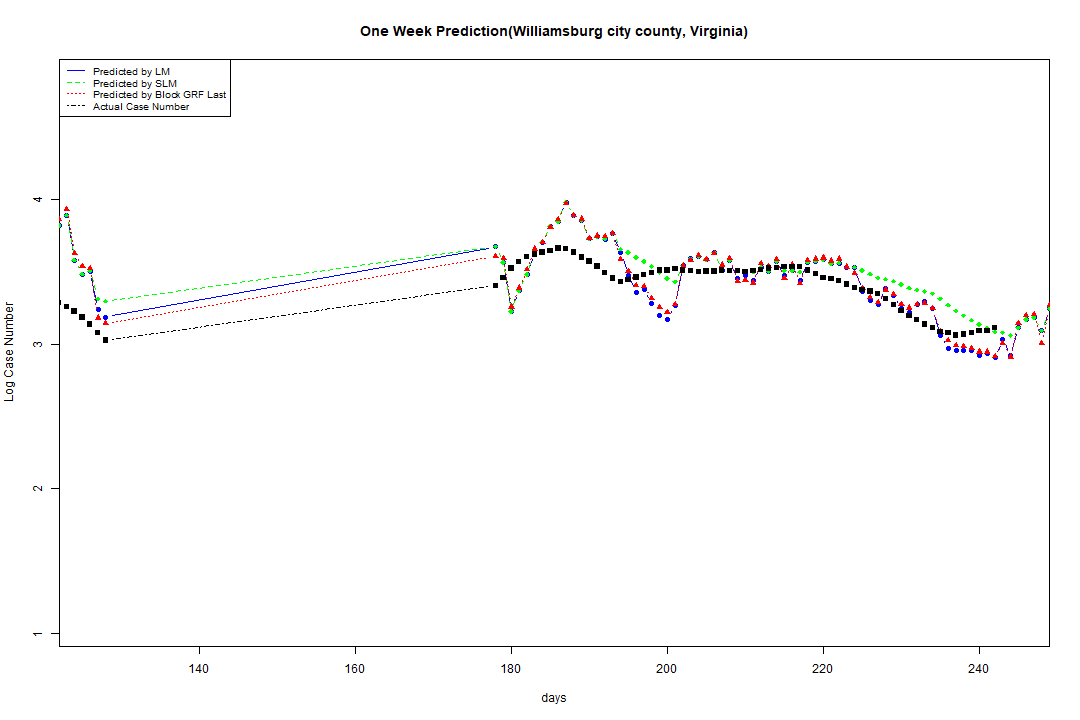 One Week Prediction(Williamsburg city county, Virginia)
Predicted by LM
Predicted by SLM
Predicted by Block GRF Last
Actual Case Number
4
3
2
1
Log Case Number
140
160
180
200
220
240
days